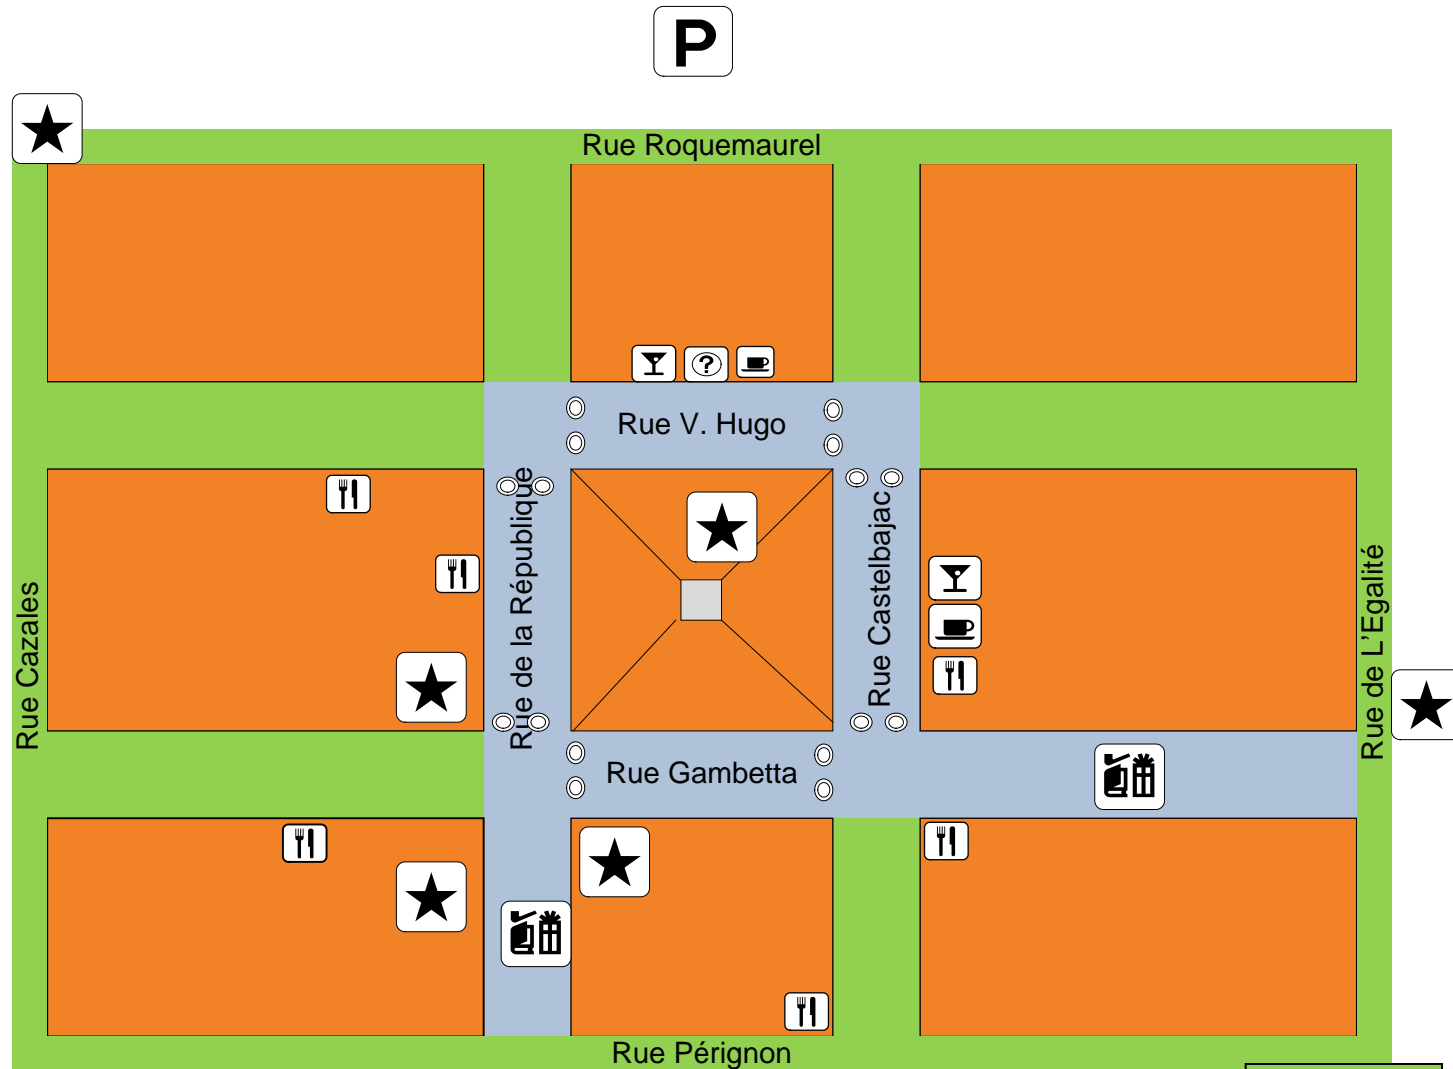 P
Rue Roquemaurel
?
Rue V. Hugo
Rue de la République
Rue Castelbajac
Rue Cazales
Rue de L'Egalité
Rue Gambetta
Rue Pérignon